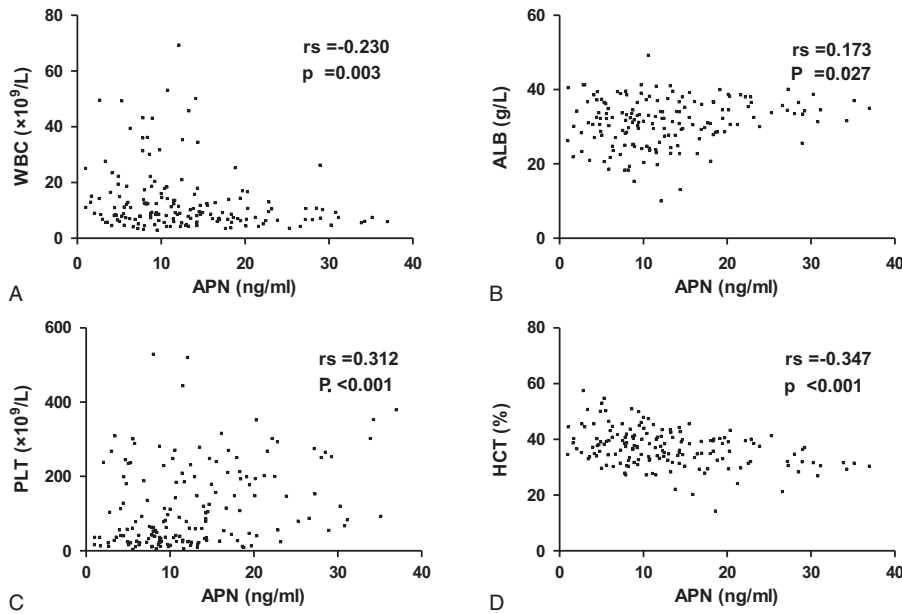 80
60
40
20
0
WBC (×10⁹/L)
rs =-0.230
p =0.003
0 10 20 30 40
APN (ng/ml)
A
60
40
20
0
ALB (g/L)
rs =0.173
P =0.027
0 10 20 30 40
APN (ng/ml)
B
600
400
200
0
PLT (×10⁹/L)
rs =0.312
P <0.001
0 10 20 30 40
APN (ng/ml)
C
80
60
40
20
0
HCT (%)
rs =-0.347
p <0.001
0 10 20 30 40
APN (ng/ml)
D